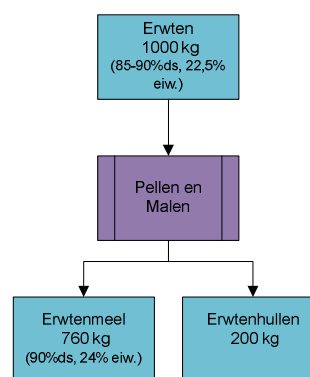 Erwten
1000 kg
(85-90%ds, 22,5%
eiw.)
Pellen en
Malen
Erwtenmeel
760 kg
(90%ds, 24% eiw.)
Erwtenhullen
200 kg